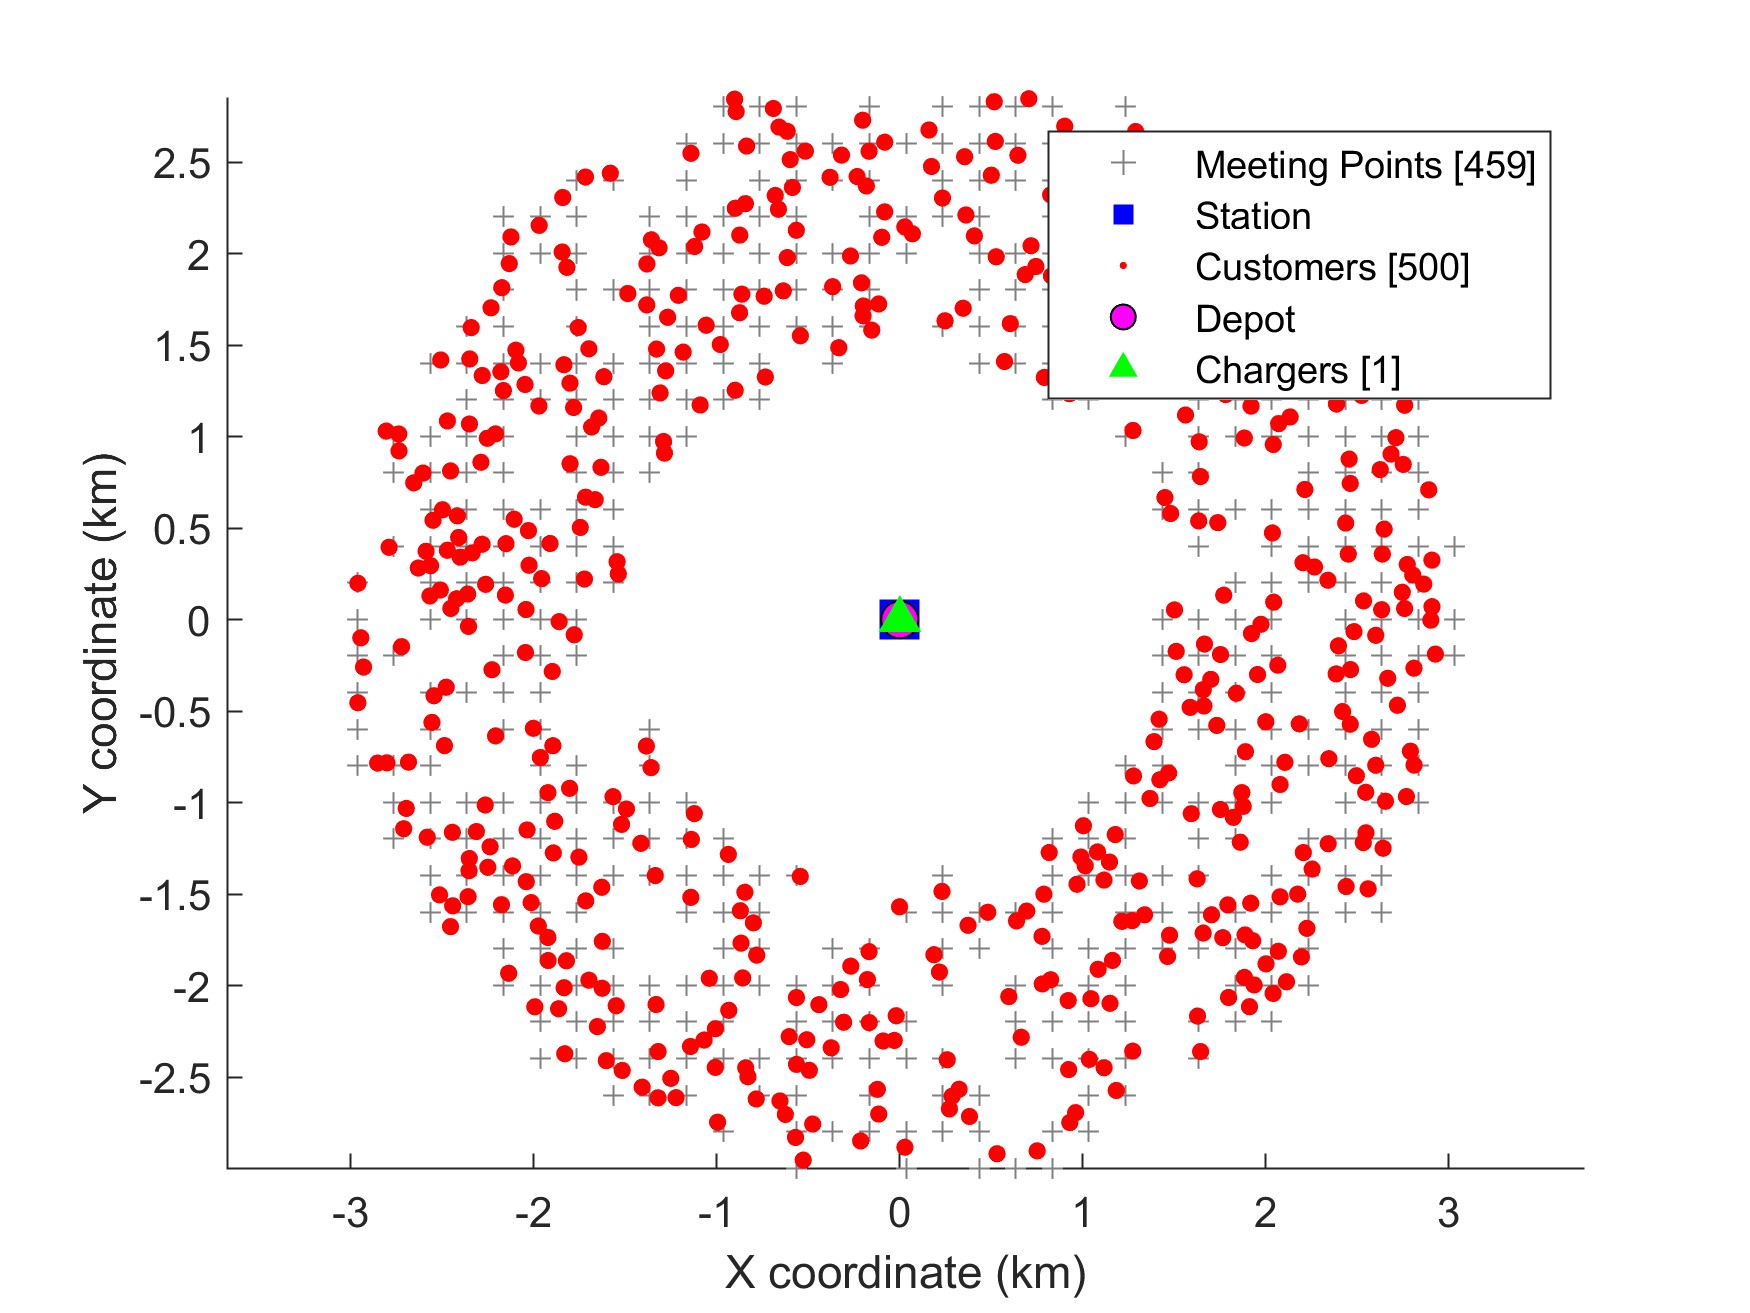 2.5
2
1.5
1
0.5
0
-0.5
-1
-1.5
-2
-2.5
Y coordinate (km)
Meeting Points [459]
Station
Customers [500]
Depot
Chargers [1]
-3 -2 -1 0 1 2 3
X coordinate (km)